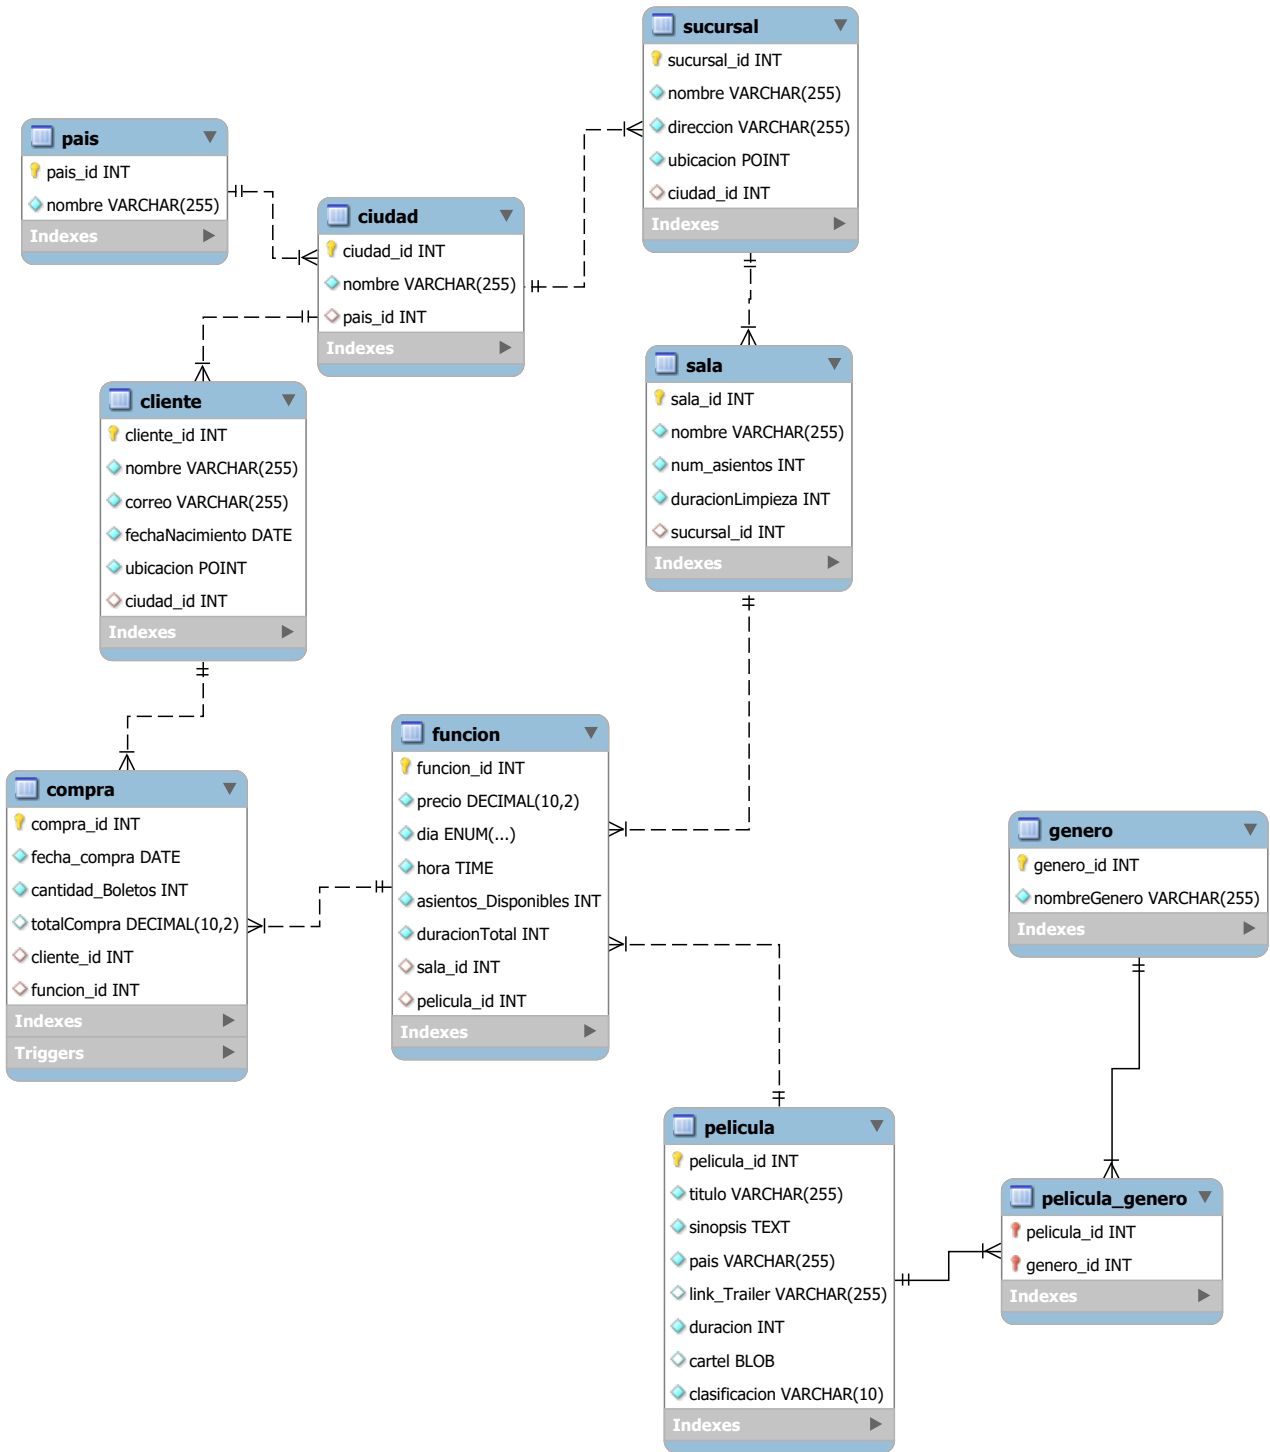 sucursal
sucursal_id INT
nombre VARCHAR(255)
direccion VARCHAR(255)
ubicacion POINT
ciudad_id INT
Indexes
pais
pais_id INT
nombre VARCHAR(255)
Indexes
ciudad
ciudad_id INT
nombre VARCHAR(255)
pais_id INT
Indexes
sala
sala_id INT
nombre VARCHAR(255)
num_asientos INT
duracionLimpieza INT
sucursal_id INT
Indexes
cliente
cliente_id INT
nombre VARCHAR(255)
correo VARCHAR(255)
fechaNacimiento DATE
ubicacion POINT
ciudad_id INT
Indexes
funcion
funcion_id INT
precio DECIMAL(10,2)
dia ENUM(...)
hora TIME
asientos_Disponibles INT
duracionTotal INT
sala_id INT
pelicula_id INT
Indexes
compra
compra_id INT
fecha_compra DATE
cantidad_Boletos INT
totalCompra DECIMAL(10,2)
cliente_id INT
funcion_id INT
Indexes
Triggers
genero
genero_id INT
nombreGenero VARCHAR(255)
Indexes
pelicula
pelicula_id INT
titulo VARCHAR(255)
sinopsis TEXT
pais VARCHAR(255)
link_Trailer VARCHAR(255)
duracion INT
cartel BLOB
clasificacion VARCHAR(10)
Indexes
pelicula_genero
pelicula_id INT
genero_id INT
Indexes